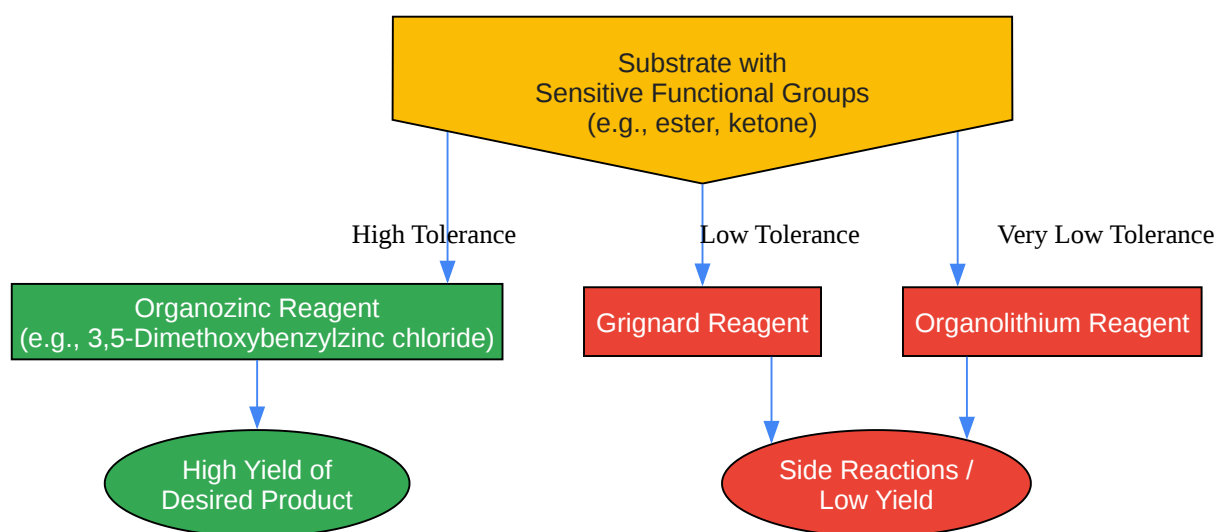 Substrate with
Sensitive Functional Groups
(e.g., ester, ketone)
High Tolerance
Low Tolerance
Very Low Tolerance
Organozinc Reagent
(e.g., 3,5-Dimethoxybenzylzinc chloride)
Grignard Reagent
Organolithium Reagent
High Yield of
Desired Product
Side Reactions /
Low Yield